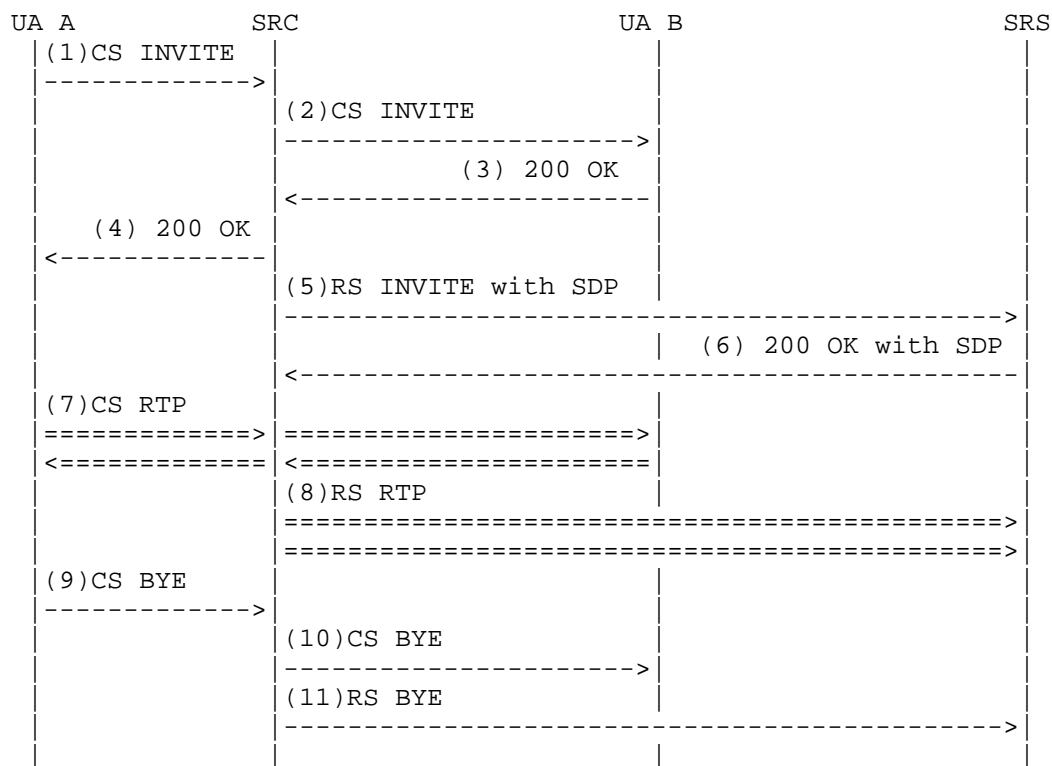 UA A SRC UA B SRS
(1)CS INVITE
(2)CS INVITE
(3) 200 OK
(4) 200 OK
(5)RS INVITE with SDP
(6) 200 OK with SDP
(7)CS RTP
(8)RS RTP
(9)CS BYE
(10)CS BYE
(11)RS BYE